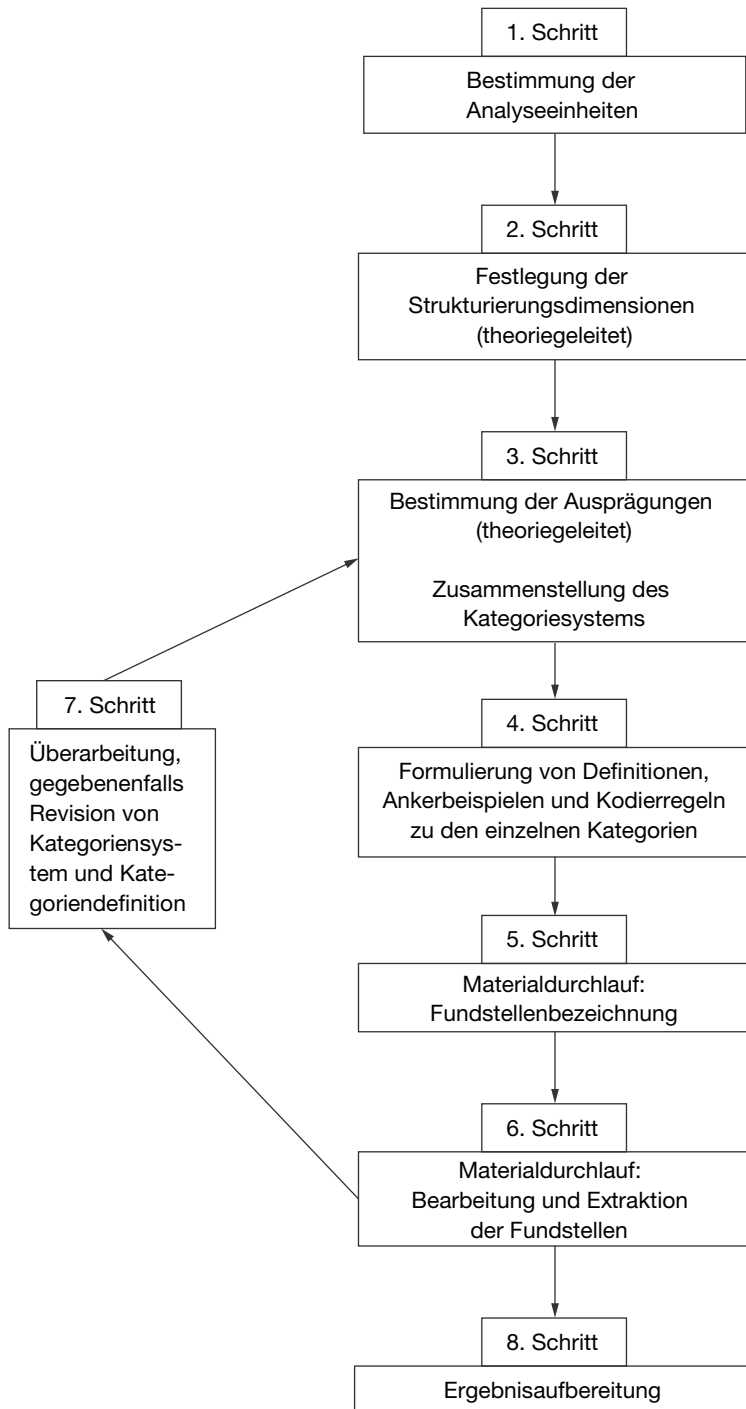 1. Schritt
Bestimmung der
Analyseeinheiten
2. Schritt
Festlegung der
Strukturierungsdimensionen
(theoriegeleitet)
3. Schritt
Bestimmung der Ausprägungen
(theoriegeleitet)
Zusammenstellung des
Kategoriesystems
4. Schritt
Formulierung von Definitionen,
Ankerbeispielen und Kodierregeln
zu den einzelnen Kategorien
5. Schritt
Materialdurchlauf:
Fundstellenbezeichnung
6. Schritt
Materialdurchlauf:
Bearbeitung und Extraktion
der Fundstellen
7. Schritt
Überarbeitung,
gegebenenfalls
Revision von
Kategoriensys-
tem und Kate-
goriendefinition
8. Schritt
Ergebnisaufbereitung